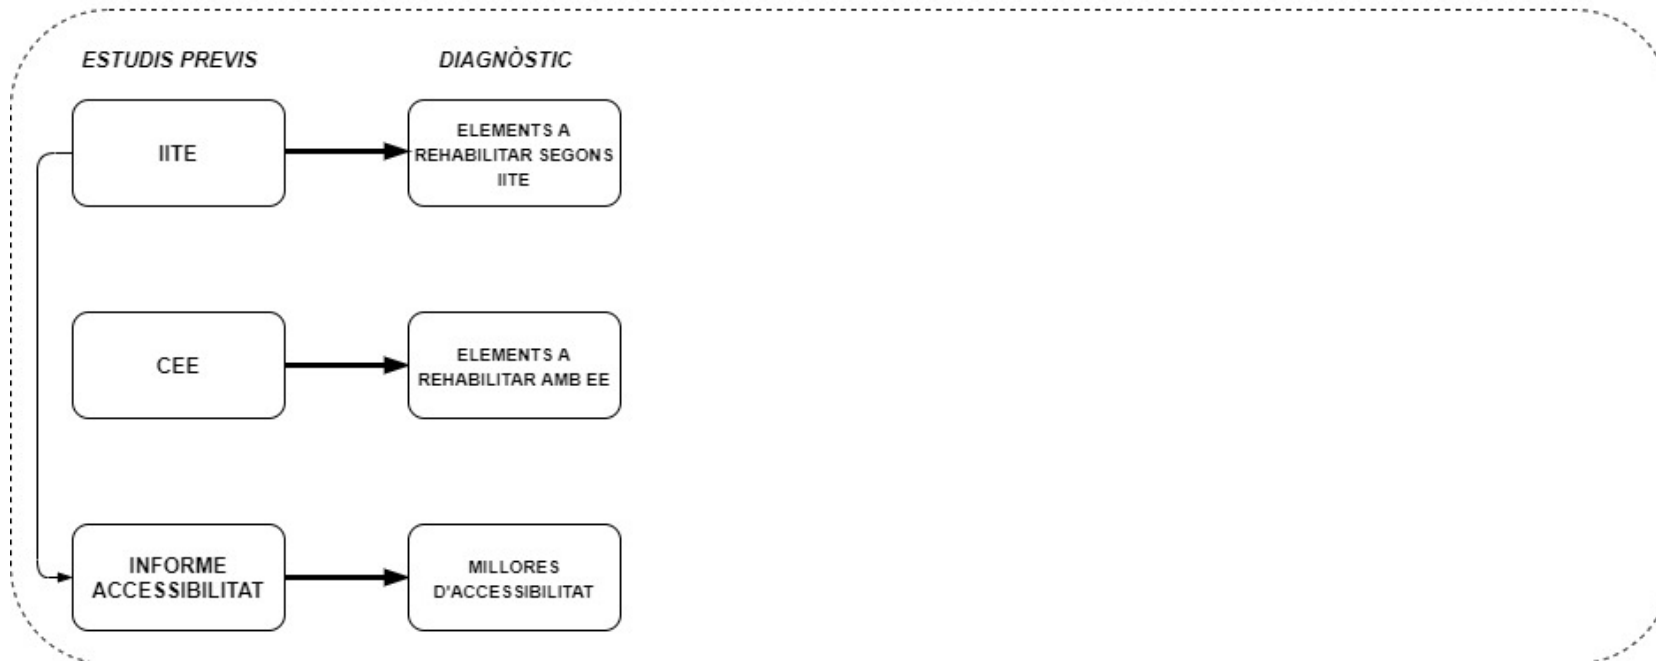 ESTUDIS PREVIS
DIAGNÒSTIC
IITE
ELEMENTS A
REHABILITAR SEGONS
IITE
CEE
ELEMENTS A
REHABILITAR AMB EE
INFORME
ACCESSIBILITAT
MILLORES
D'ACCESSIBILITAT